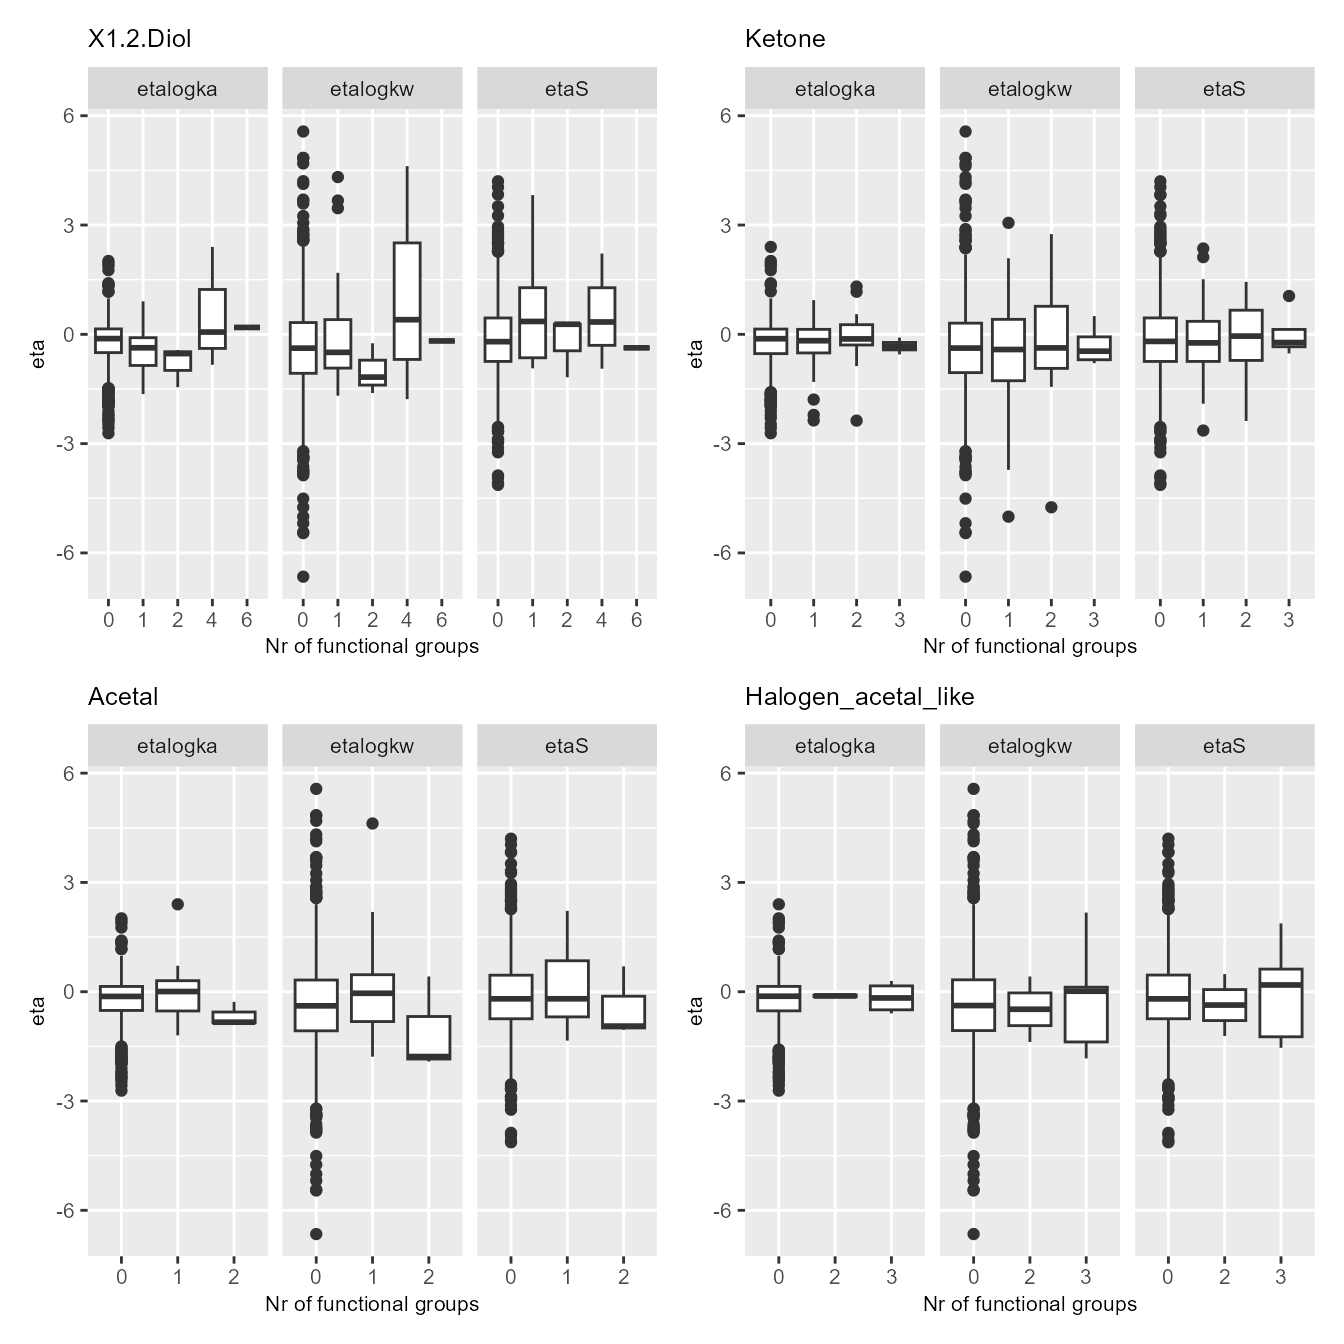 X1.2.Diol
etalogka etalogkw etaS
6
3
0
-3
-6
eta
0 1 2 4 6 0 1 2 4 6 0 1 2 4 6
Nr of functional groups
Ketone
etalogka etalogkw etaS
6
3
0
-3
-6
eta
0 1 2 3 0 1 2 3 0 1 2 3
Nr of functional groups
Acetal
etalogka etalogkw etaS
6
3
0
-3
-6
eta
0 1 2 0 1 2 0 1 2
Nr of functional groups
Halogen_acetal_like
etalogka etalogkw etaS
6
3
0
-3
-6
eta
0 2 3 0 2 3 0 2 3
Nr of functional groups